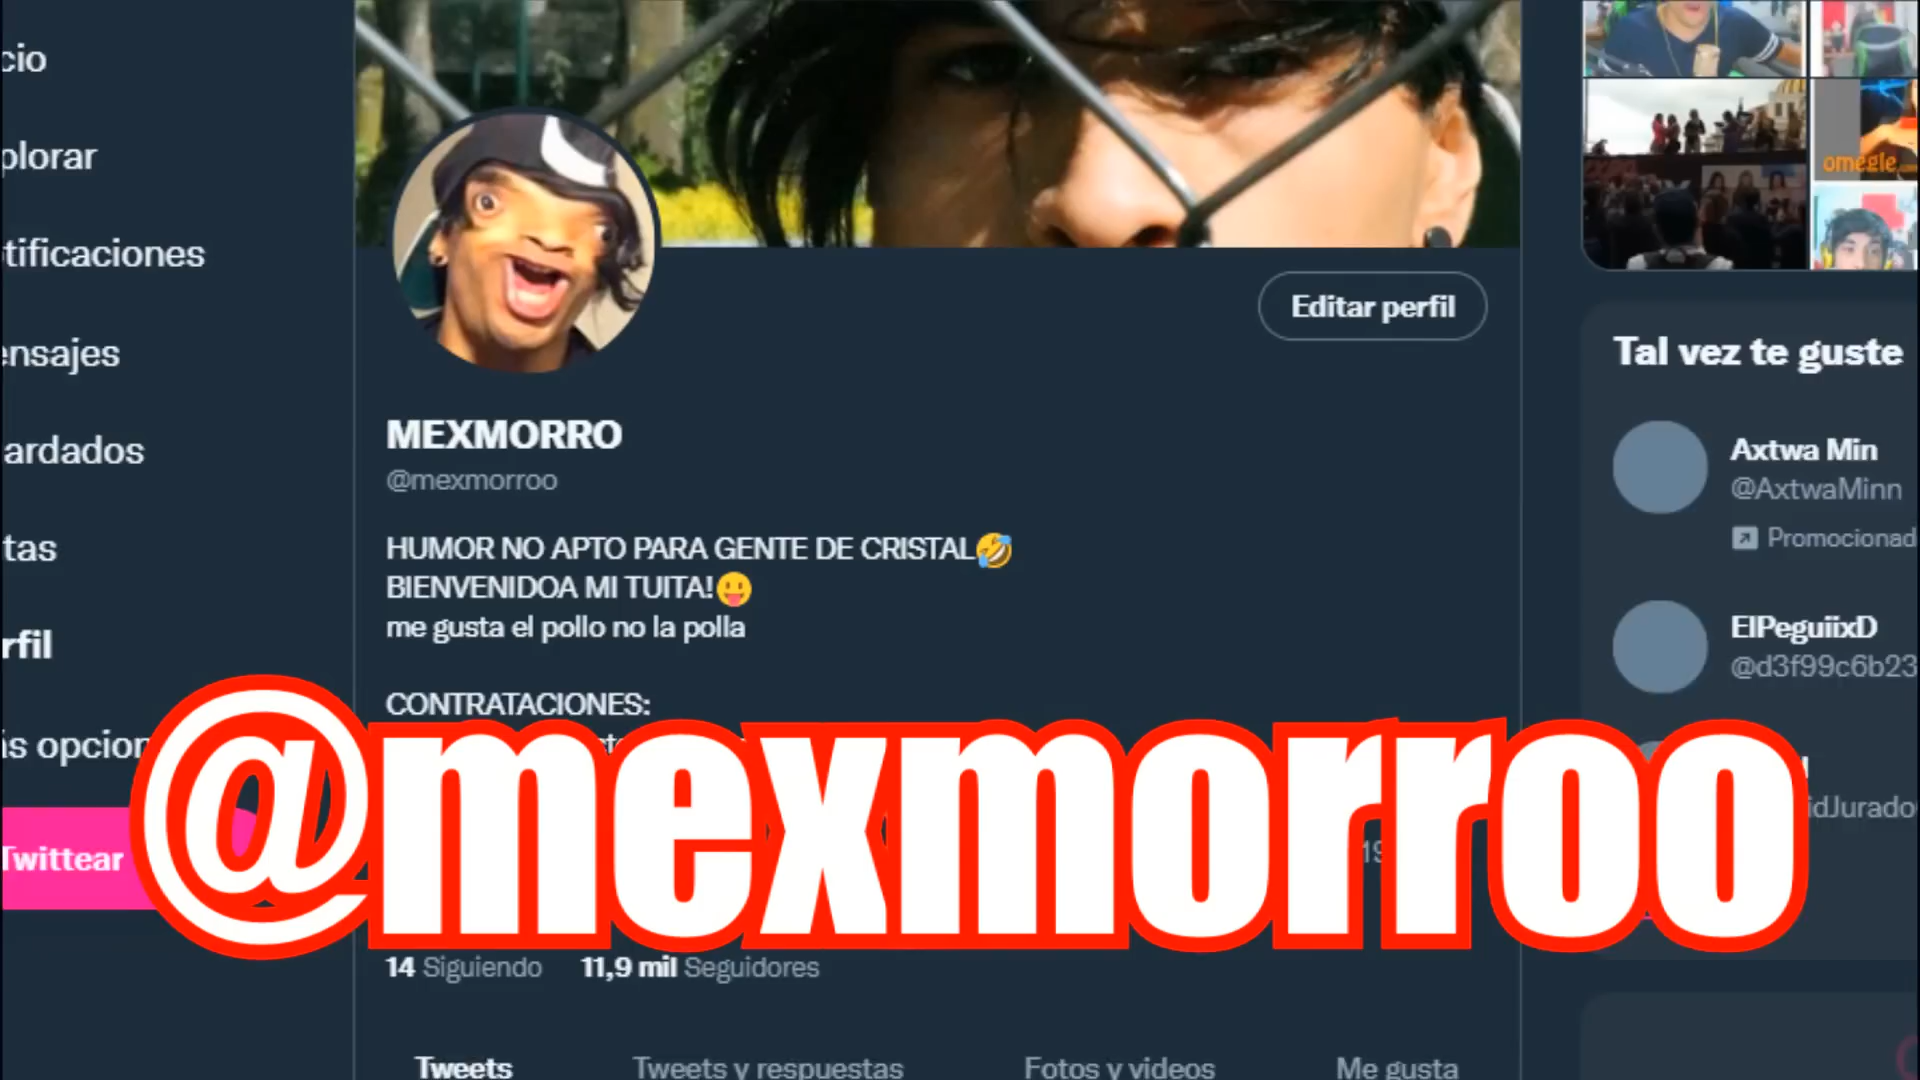 cio
plorar
tificaciones
ensajes
ardados
tas
rfil
ás opcion
Twittear
Editar perfil
MEXMORRO
@mexmorroo
HUMOR NO APTO PARA GENTE DE CRISTAL🤣
BIENVENIDOA MI TUITA!😛
me gusta el pollo no la polla
CONTRATACIONES:
@mexmorroo
14 Siguiendo 11,9 mil Seguidores
Tweets Tweets y respuestas Fotos y videos Me gusta
omegle
Tal vez te guste
Axtwa Min
@AxtwaMinn
Promocionad
ElPeguiixD
@d3f99c6b23
idJurado